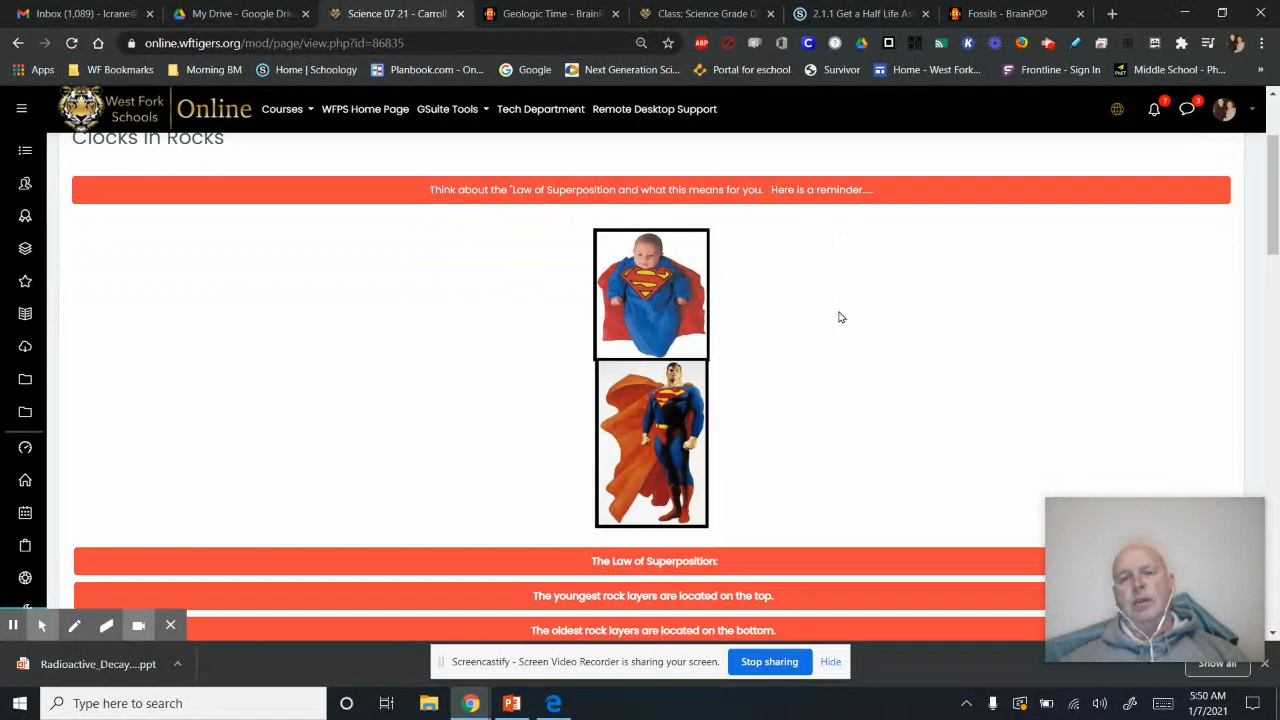 Inbox (1,089) - lcrane@
My Drive - Google Driv
Science 07 21 - Carroll
Geologic Time - BrainP
Class: Science Grade 0
2.1.1 Get a Half Life As
Fossils - BrainPOP
online.wftigers.org/mod/page/view.php?id=86835
Apps
WF Bookmarks
Morning BM
Home | Schoology
Planbook.com - On...
Google
Next Generation Sci...
Portal for eschool
Survivor
Home - West Fork...
Frontline - Sign In
Middle School - Ph...
West Fork Schools
Online
Courses
WFPS Home Page
GSuite Tools
Tech Department
Remote Desktop Support
7
3
Clocks in Rocks
Think about the "Law of Superposition and what this means for you. Here is a reminder.....
The Law of Superposition:
The youngest rock layers are located on the top.
The oldest rock layers are located on the bottom.
Radioactive_Decay....ppt
Screencastify - Screen Video Recorder is sharing your screen.
Stop sharing
Hide
Show all
Type here to search
5:50 AM
1/7/2021